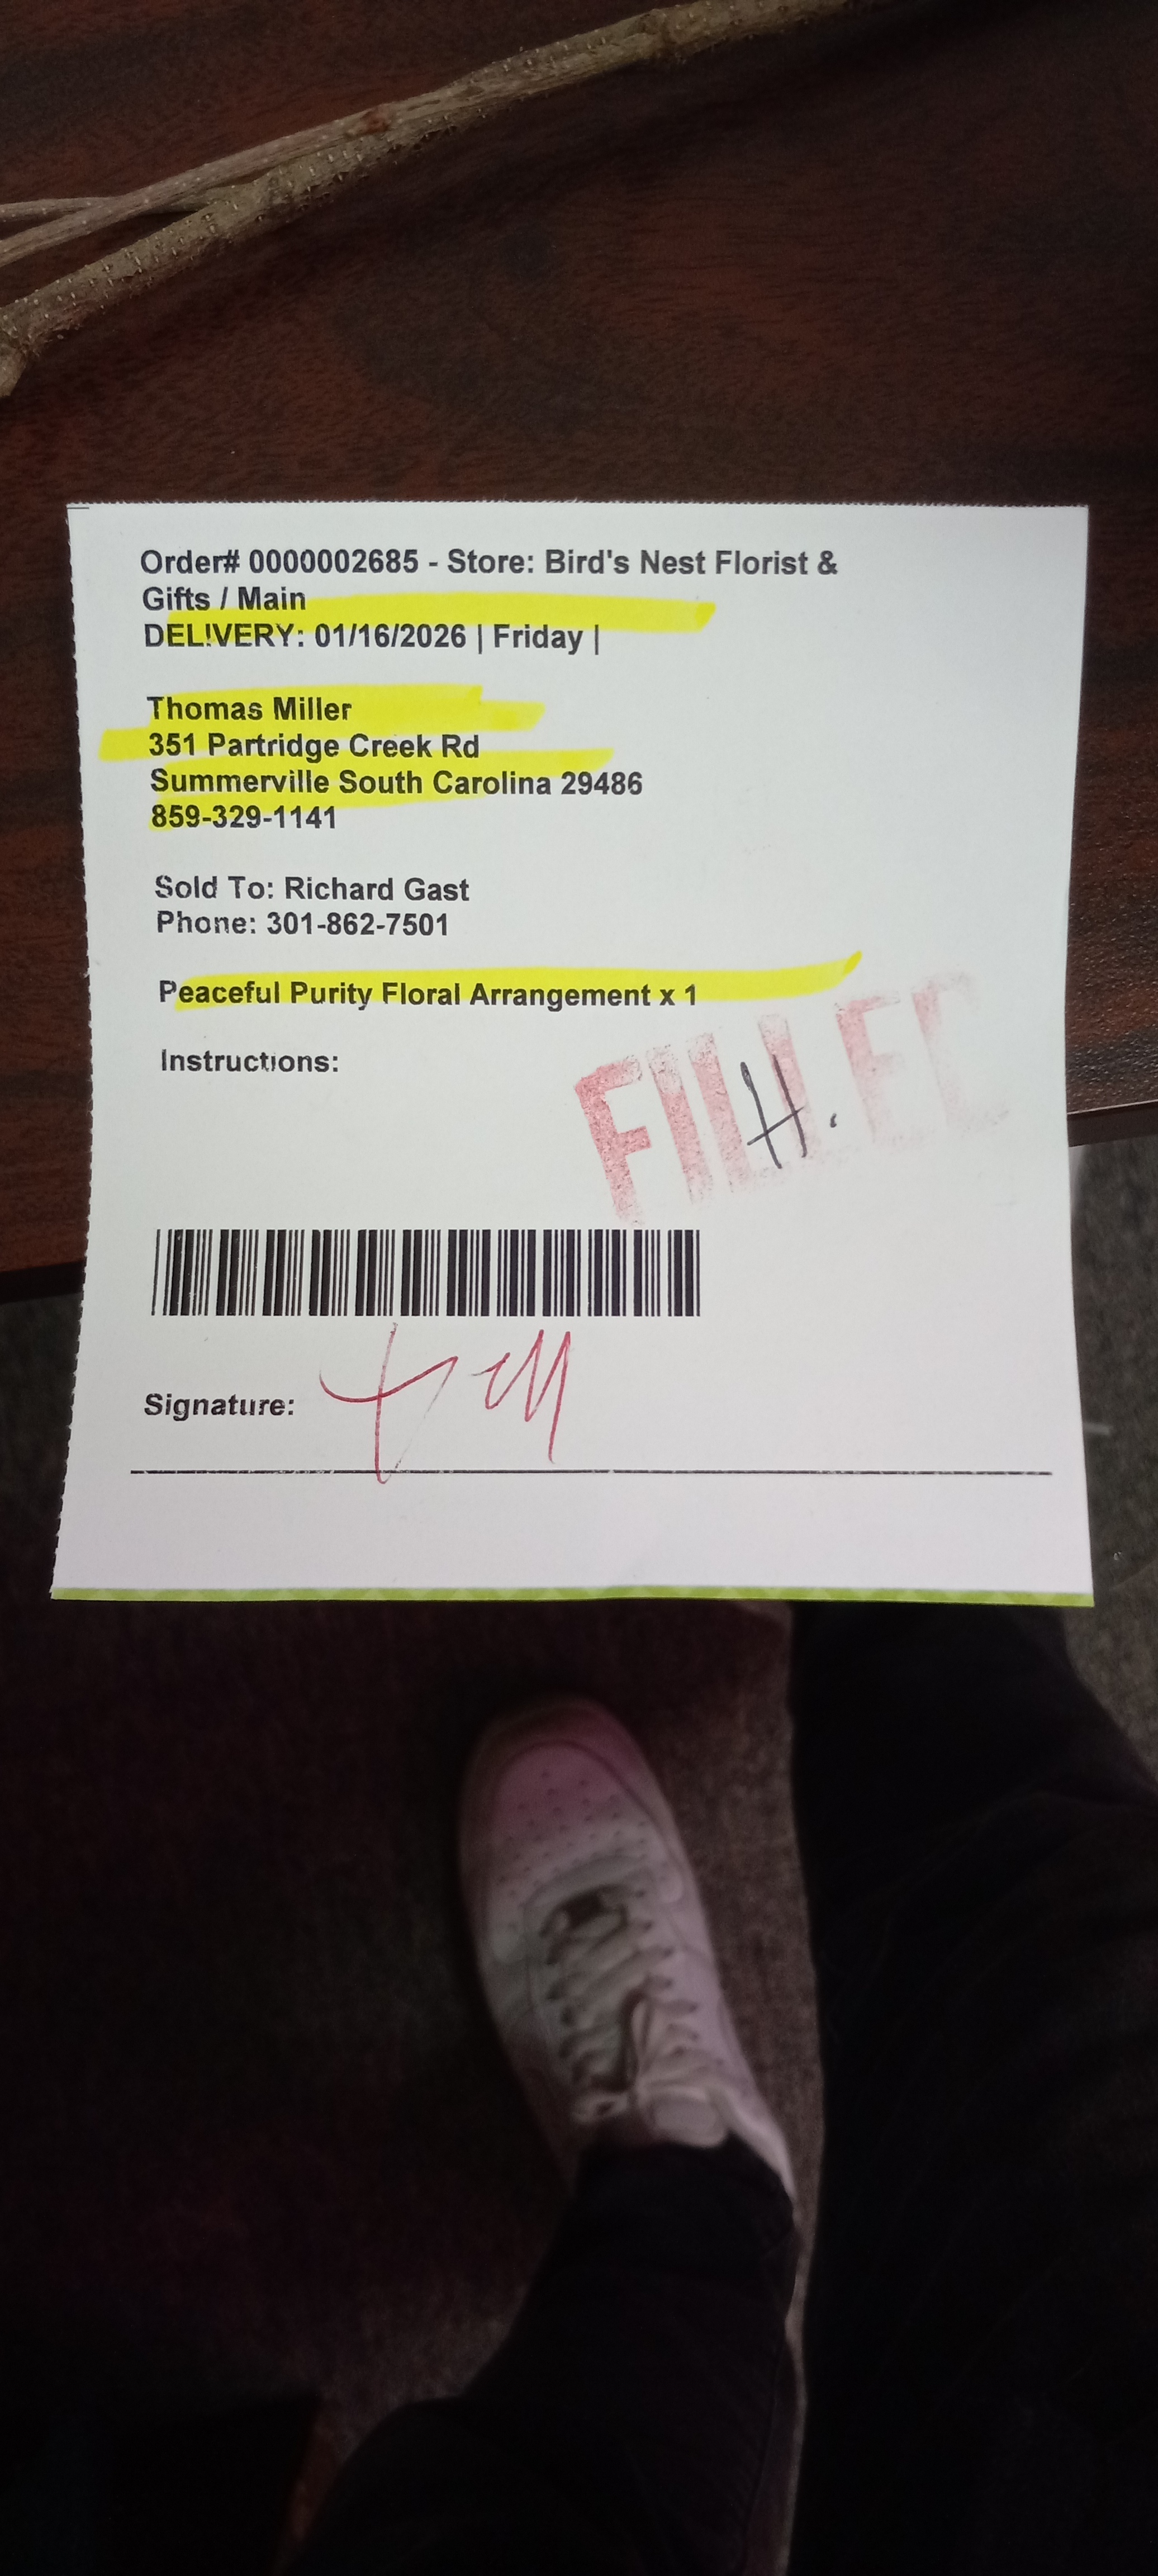 Order# 0000002685 - Store: Bird's Nest Florist &
Gifts / Main
DELIVERY: 01/16/2026 | Friday |
Thomas Miller
351 Partridge Creek Rd
Summerville South Carolina 29486
859-329-1141
Sold To: Richard Gast
Phone: 301-862-7501
Peaceful Purity Floral Arrangement x 1
Instructions:
FILLED
H.
Signature: